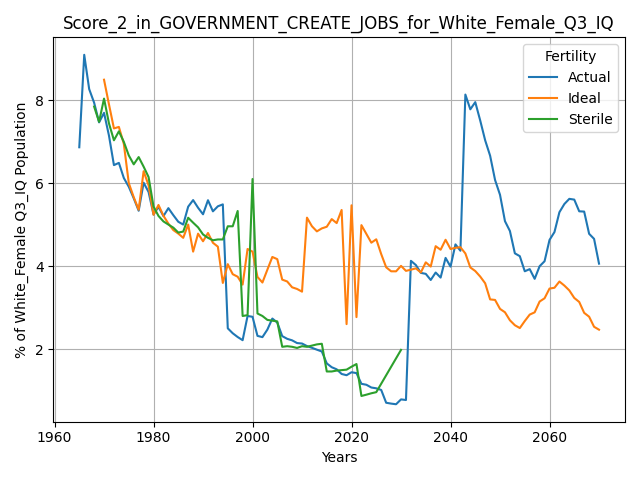 Score_2_in_GOVERNMENT_CREATE_JOBS_for_White_Female_Q3_IQ
Fertility
Actual
Ideal
Sterile
% of White_Female Q3_IQ Population
8
6
4
2
1960
1980
2000
2020
2040
2060
Years